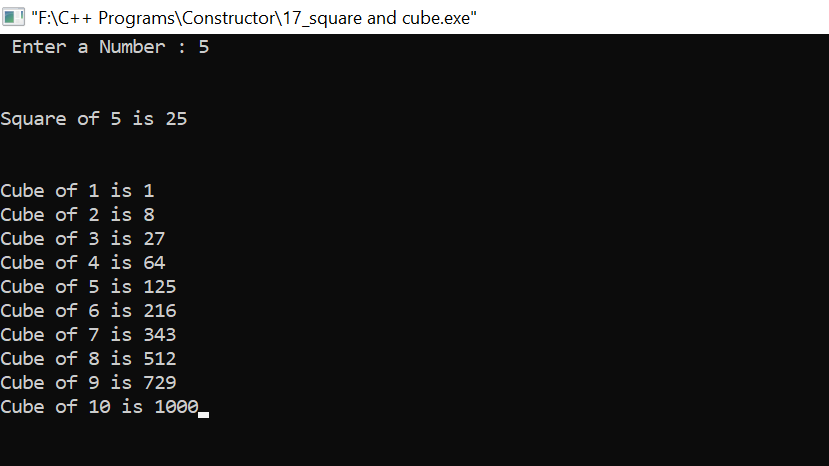 "F:\C++ Programs\Constructor\17_square and cube.exe"
Enter a Number : 5
Square of 5 is 25
Cube of 1 is 1
Cube of 2 is 8
Cube of 3 is 27
Cube of 4 is 64
Cube of 5 is 125
Cube of 6 is 216
Cube of 7 is 343
Cube of 8 is 512
Cube of 9 is 729
Cube of 10 is 1000